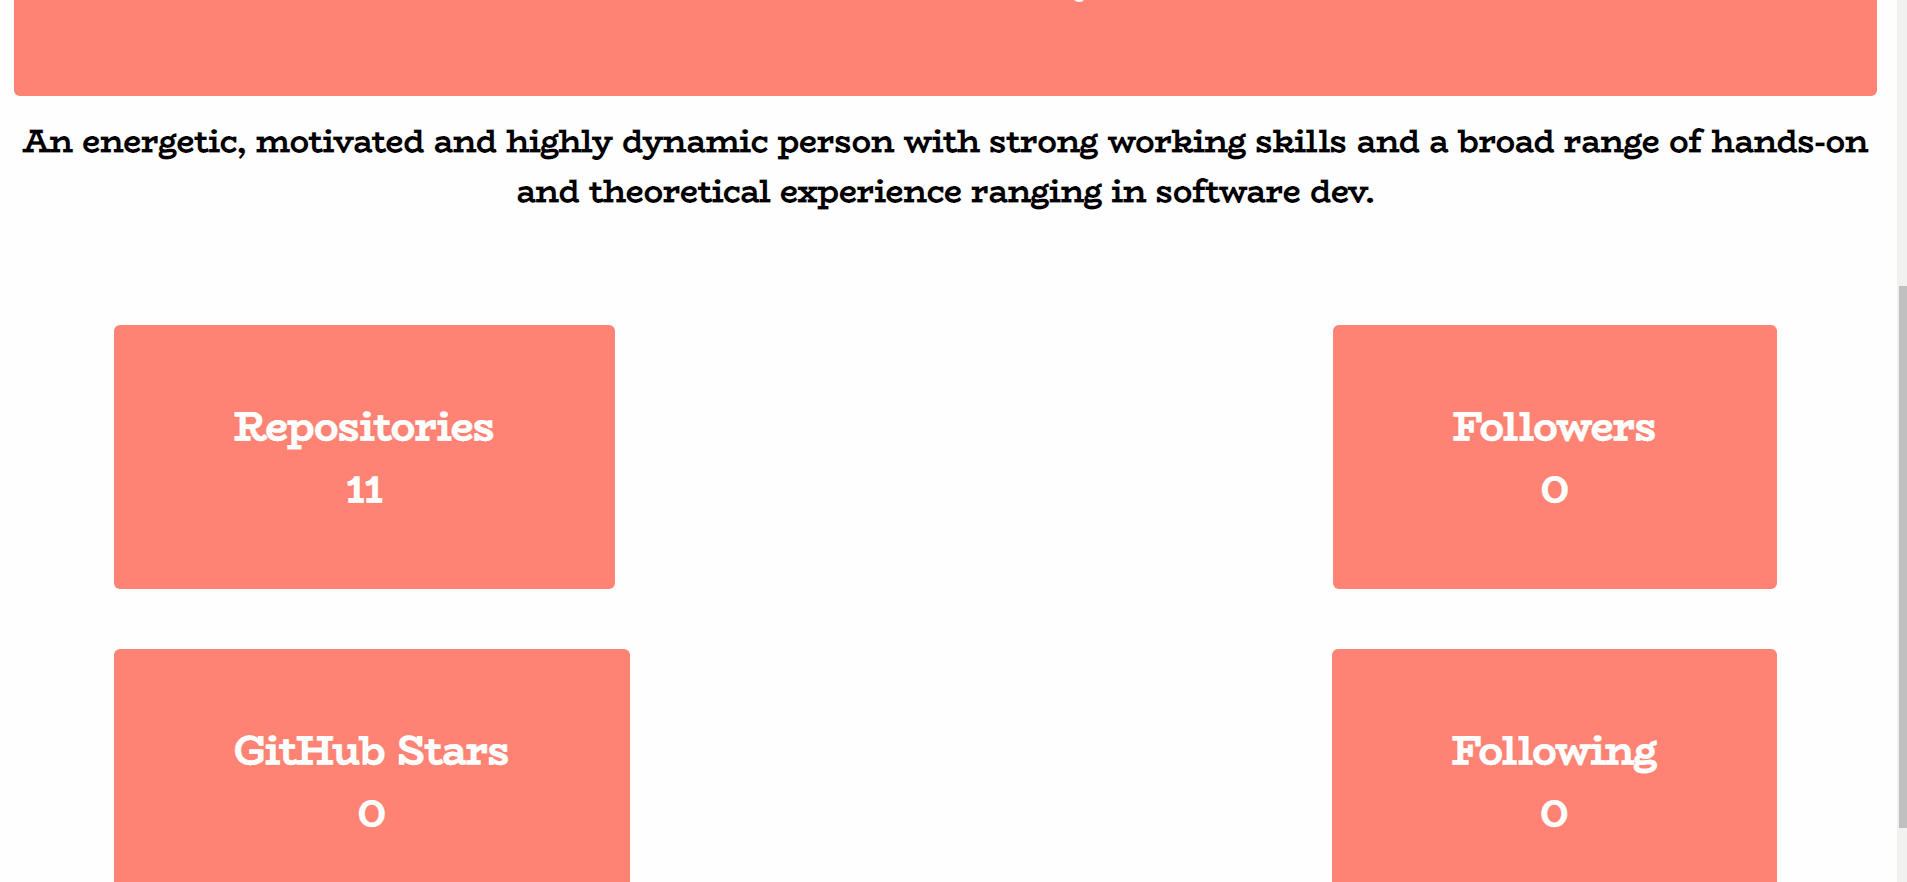 An energetic, motivated and highly dynamic person with strong working skills and a broad range of hands-on
and theoretical experience ranging in software dev.
Repositories
11
Followers
0
GitHub Stars
0
Following
0